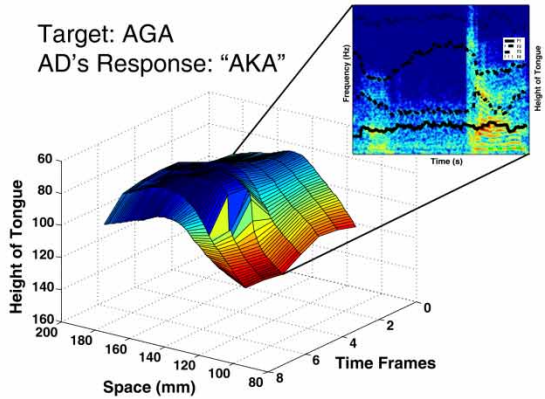 Target: AGA
AD's Response: “AKA”
Frequency (Hz)
Height of Tongue
Time (s)
60
80
100
120
140
160
Height of Tongue
200
180
160
140
120
100
80
Space (mm)
8
6
4
2
0
Time Frames